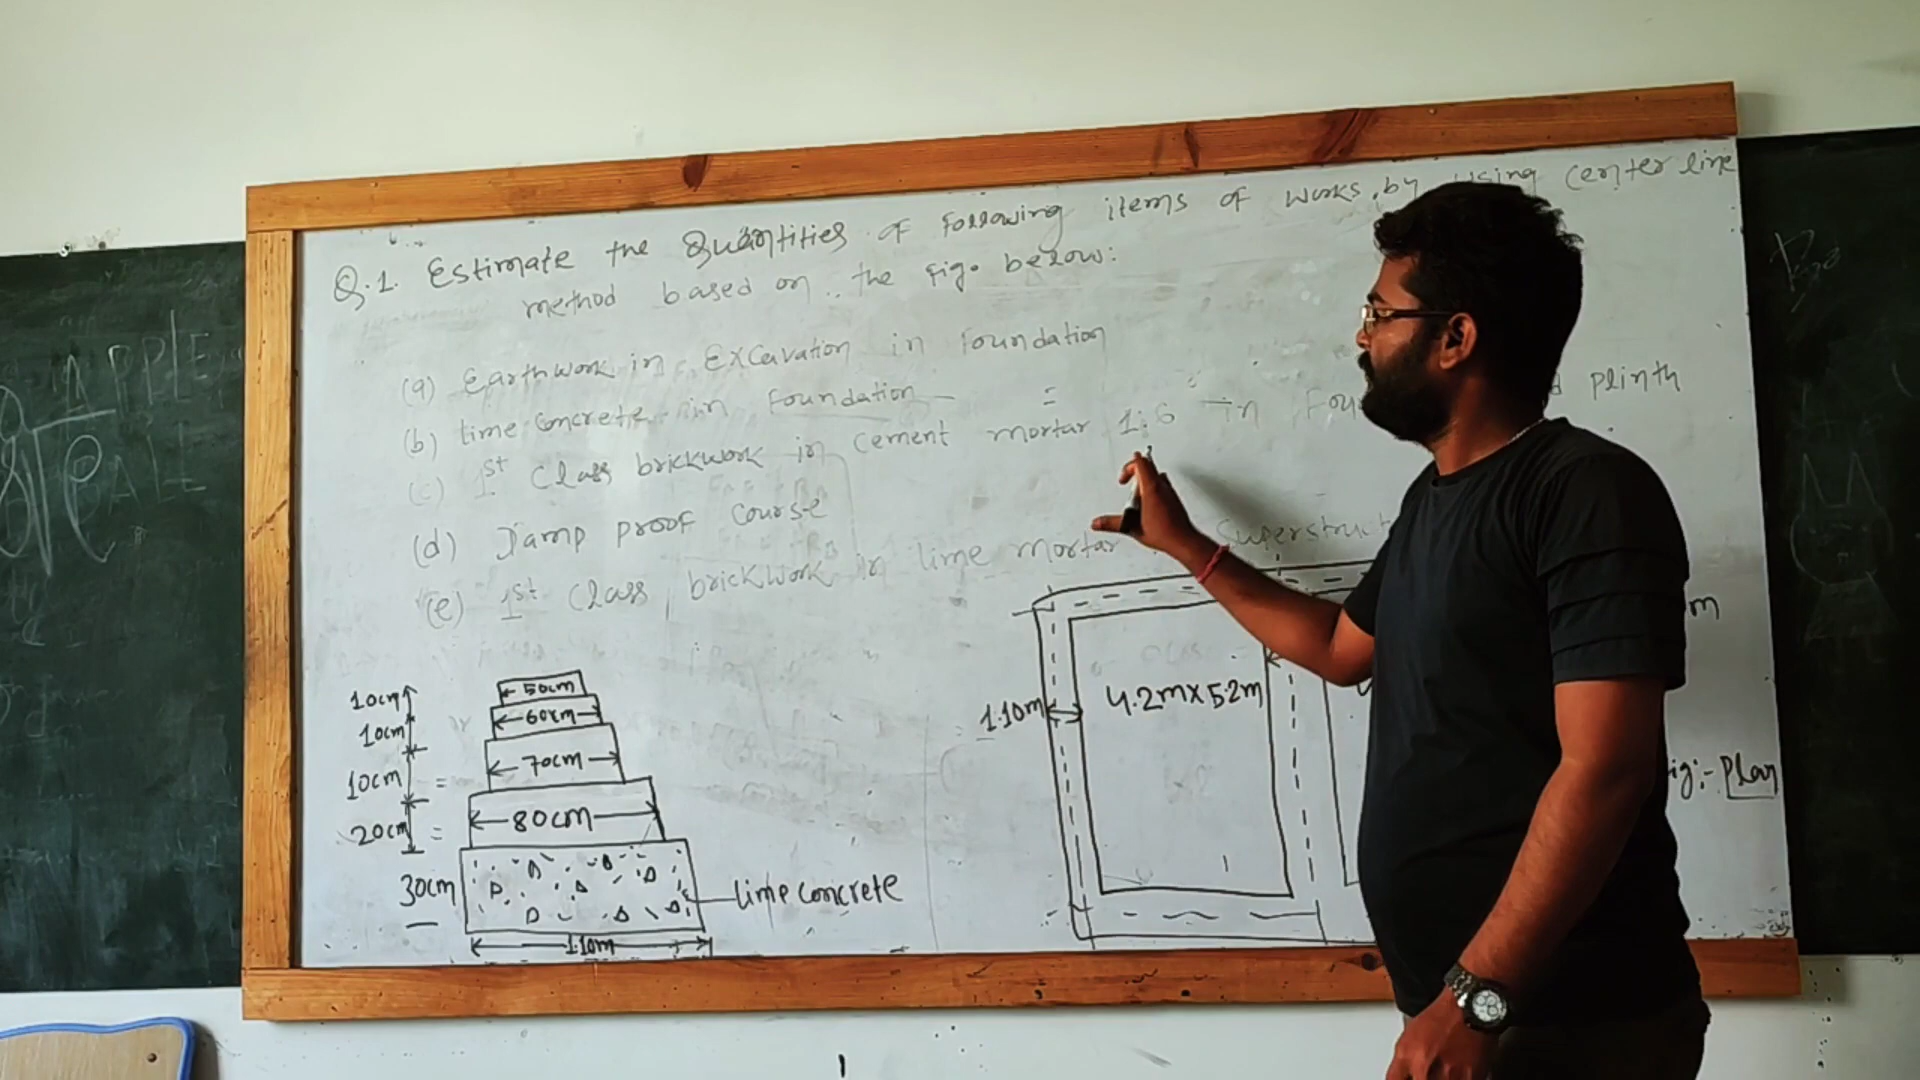 Q.1. Estimate the Quantities of following items of works by using center line
method based on the fig. below:
(a) Earthwork in Excavation in foundation
(b) lime concrete in foundation =
(c) 1st Class brickwork in cement mortar 1:6 in Fou d Plinth
(d) Damp proof course
(e) 1st Class brickwork in lime mortar Superstruct
10cm 50cm
10cm 60cm
10cm = 70cm
20cm = 80cm
30cm lime concrete
1.10m
1.10m 4.2m x 5.2m
m
ig:- Plan
APPLE
BALL